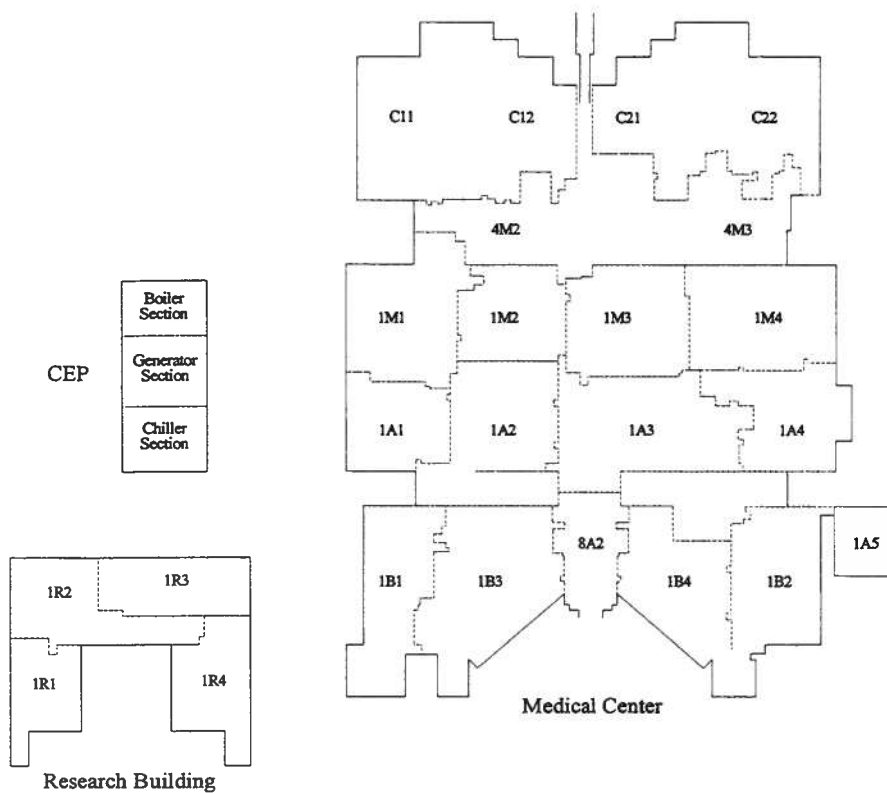 C11 C12 C21 C22
4M2 4M3
Boiler
Section
1M1 1M2 1M3 1M4
Generator
Section
CEP
Chiller
Section
1A1 1A2 1A3 1A4
8A2 1A5
1R2 1R3 1B1 1B3 1B4 1B2
1R1 1R4
Medical Center
Research Building